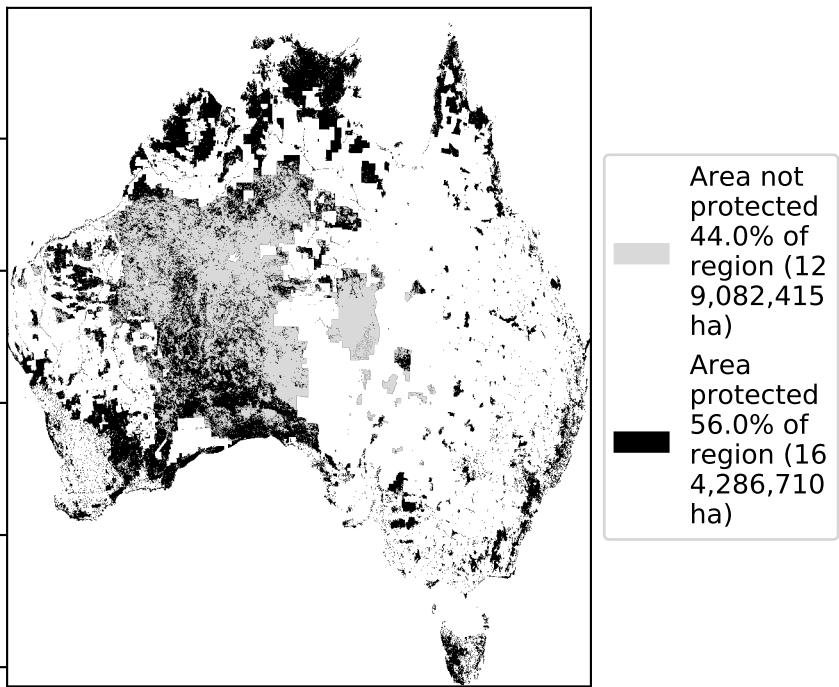 Area not
protected
44.0% of
region (12
9,082,415
ha)
Area
protected
56.0% of
region (16
4,286,710
ha)